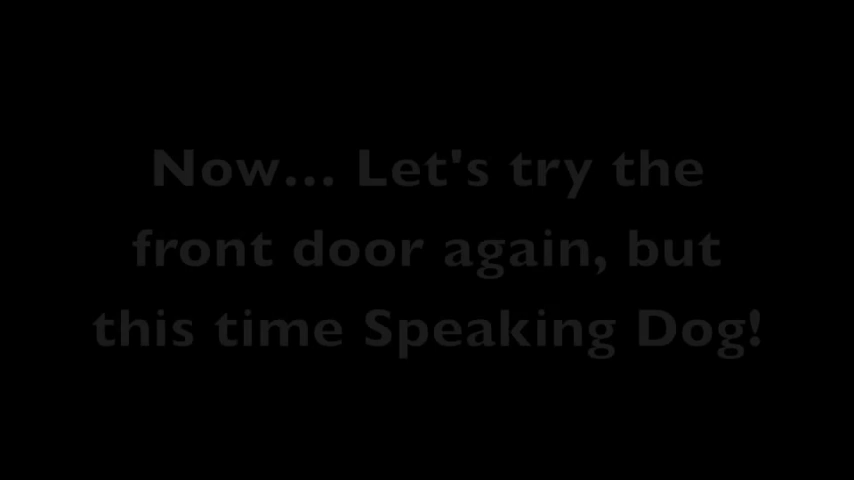 Now... Let's try the
front door again, but
this time Speaking Dog!